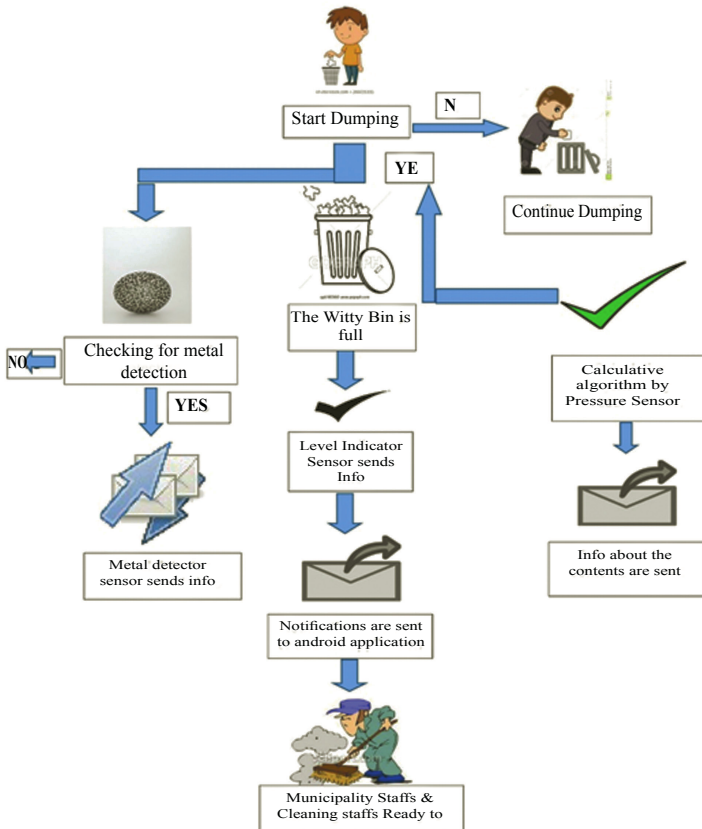 Start Dumping
N
YE
Continue Dumping
The Witty Bin is
full
Checking for metal
detection
NO
YES
Calculative
algorithm by
Pressure Sensor
Level Indicator
Sensor sends
Info
Metal detector
sensor sends info
Info about the
contents are sent
Notifications are sent
to android application
Municipality Staffs &
Cleaning staffs Ready to